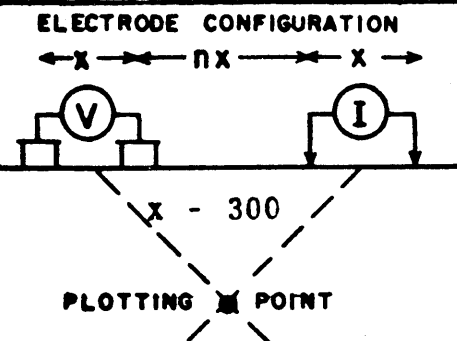 ELECTRODE CONFIGURATION
x nx x
V I
x - 300
PLOTTING POINT